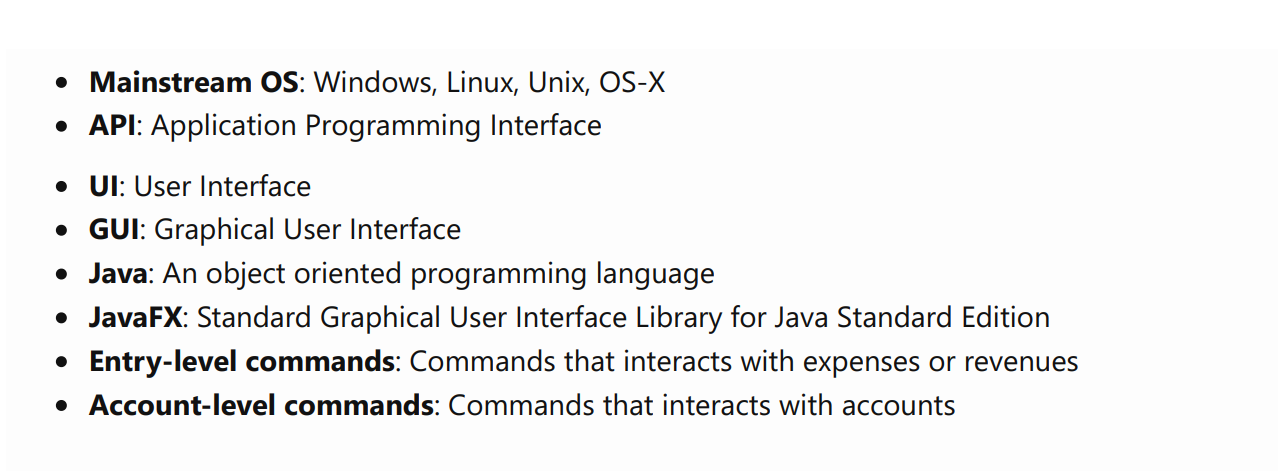 Mainstream OS: Windows, Linux, Unix, OS-X
API: Application Programming Interface
UI: User Interface
GUI: Graphical User Interface
Java: An object oriented programming language
JavaFX: Standard Graphical User Interface Library for Java Standard Edition
Entry-level commands: Commands that interacts with expenses or revenues
Account-level commands: Commands that interacts with accounts